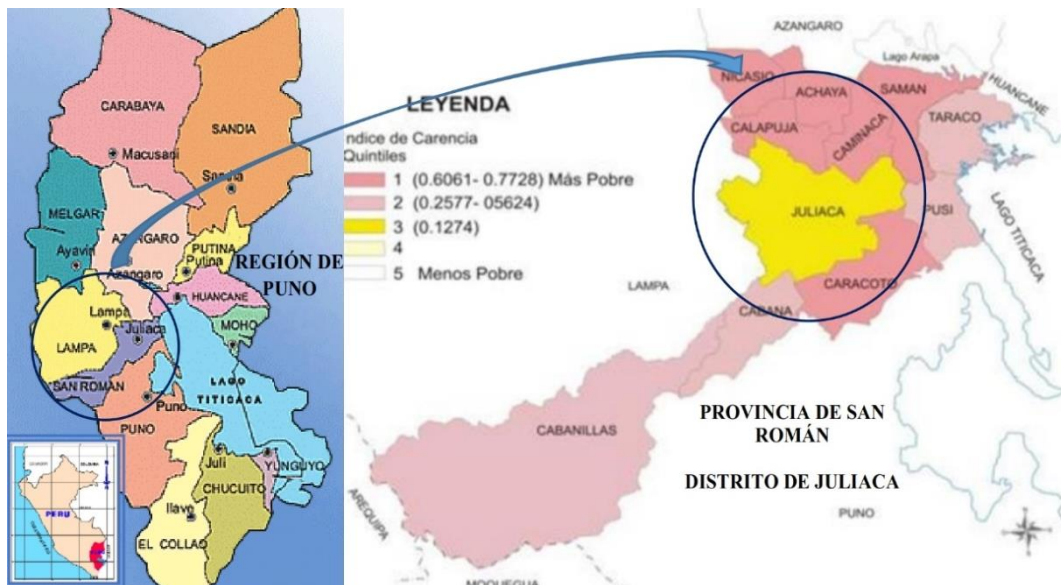 CARABAYA
Macusani
SANDIA
Sandia
MELGAR
Ayaviri
AZANGARO
Azangaro
PUTINA
Putina
REGIÓN DE
PUNO
HUANCANE
MOHO
Lampa
LAMPA
Juliaca
SAN ROMÁN
LAGO
TITICACA
Puno
PUNO
Juli
YUNGUYO
CHUCUITO
Ilave
EL COLLAO
PERU
LEYENDA
ndice de Carencia
Quintiles
1 (0.6061- 0.7728) Más Pobre
2 (0.2577- 05624)
3 (0.1274)
4
5 Menos Pobre
AZANGARO
Lago Arapa
HUANCANE
NICASIO
ACHAYA
SAMAN
TARACO
CALAPUJA
CAMINACA
JULIACA
PUSI
LAGO TITICACA
LAMPA
CARACOTO
CABANA
CABANILLAS
PROVINCIA DE SAN
ROMÁN
DISTRITO DE JULIACA
PUNO
AREQUIPA
MOQUEGUA